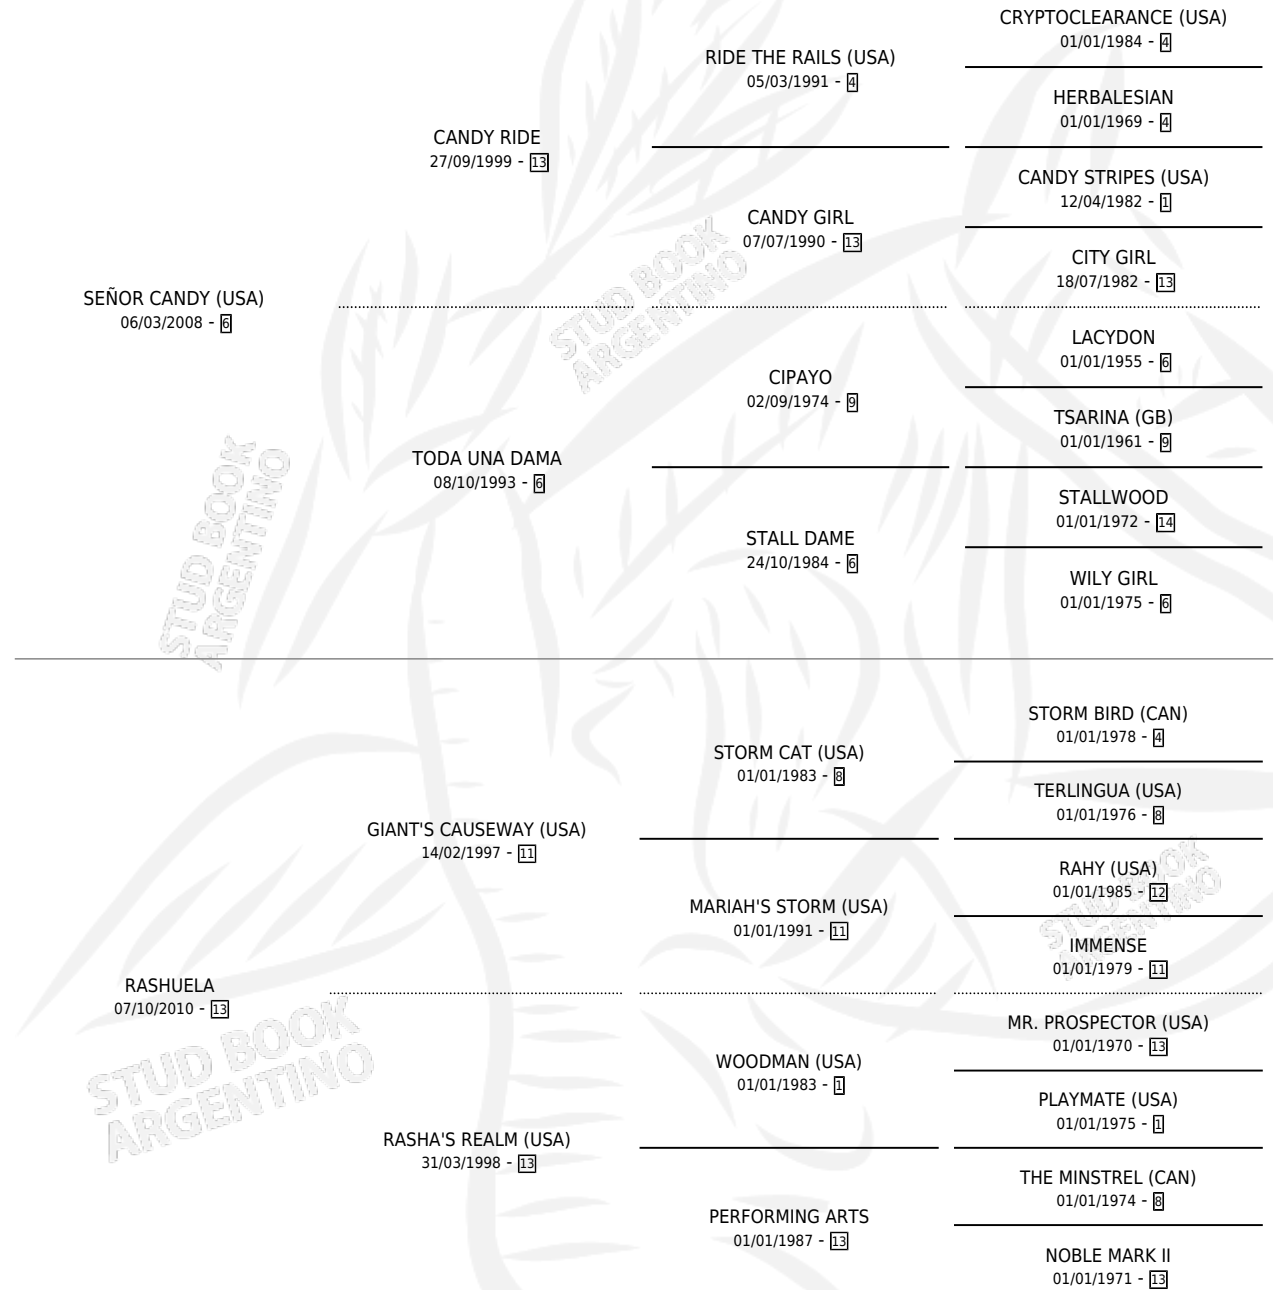 CRYPTOCLEARANCE (USA)
01/01/1984 - 4
RIDE THE RAILS (USA)
05/03/1991 - 4
HERBALESIAN
01/01/1969 - 4
CANDY RIDE
27/09/1999 - 13
CANDY STRIPES (USA)
12/04/1982 - 1
CANDY GIRL
07/07/1990 - 13
CITY GIRL
18/07/1982 - 13
SEÑOR CANDY (USA)
06/03/2008 - 6
LACYDON
01/01/1955 - 6
CIPAYO
02/09/1974 - 9
TSARINA (GB)
01/01/1961 - 9
TODA UNA DAMA
08/10/1993 - 6
STALLWOOD
01/01/1972 - 14
STALL DAME
24/10/1984 - 6
WILY GIRL
01/01/1975 - 6
STORM BIRD (CAN)
01/01/1978 - 4
STORM CAT (USA)
01/01/1983 - 8
TERLINGUA (USA)
01/01/1976 - 8
GIANT'S CAUSEWAY (USA)
14/02/1997 - 11
RAHY (USA)
01/01/1985 - 12
MARIAH'S STORM (USA)
01/01/1991 - 11
IMMENSE
01/01/1979 - 11
RASHUELA
07/10/2010 - 13
MR. PROSPECTOR (USA)
01/01/1970 - 13
WOODMAN (USA)
01/01/1983 - 1
PLAYMATE (USA)
01/01/1975 - 1
RASHA'S REALM (USA)
31/03/1998 - 13
THE MINSTREL (CAN)
01/01/1974 - 8
PERFORMING ARTS
01/01/1987 - 13
NOBLE MARK II
01/01/1971 - 13
STUD BOOK
ARGENTINO
STUD BOOK
ARGENTINO
STUD BOOK
ARGENTINO
STUD BOOK
ARGENTINO